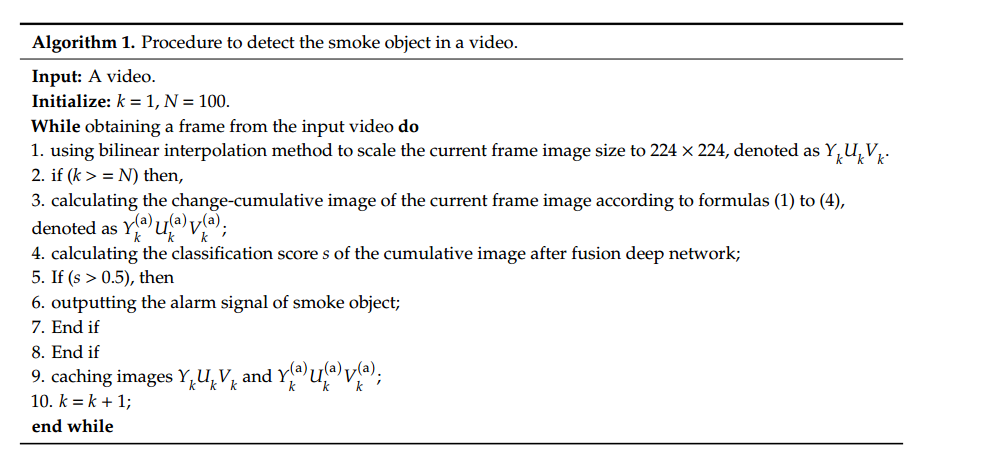 Algorithm 1. Procedure to detect the smoke object in a video.
Input: A video.
Initialize: k = 1, N = 100.
While obtaining a frame from the input video do
1. using bilinear interpolation method to scale the current frame image size to 224 × 224, denoted as Y_k U_k V_k.
2. if (k > = N) then,
3. calculating the change-cumulative image of the current frame image according to formulas (1) to (4),
denoted as Y_k^(a) U_k^(a) V_k^(a);
4. calculating the classification score s of the cumulative image after fusion deep network;
5. If (s > 0.5), then
6. outputting the alarm signal of smoke object;
7. End if
8. End if
9. caching images Y_k U_k V_k and Y_k^(a) U_k^(a) V_k^(a);
10. k = k + 1;
end while